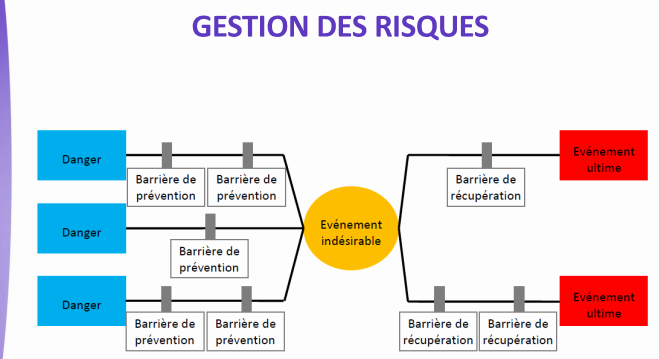 GESTION DES RISQUES
Danger
Barrière de
prévention
Barrière de
prévention
Danger
Barrière de
prévention
Danger
Barrière de
prévention
Barrière de
prévention
Evénement
indésirable
Barrière de
récupération
Evénement
ultime
Barrière de
récupération
Barrière de
récupération
Evénement
ultime